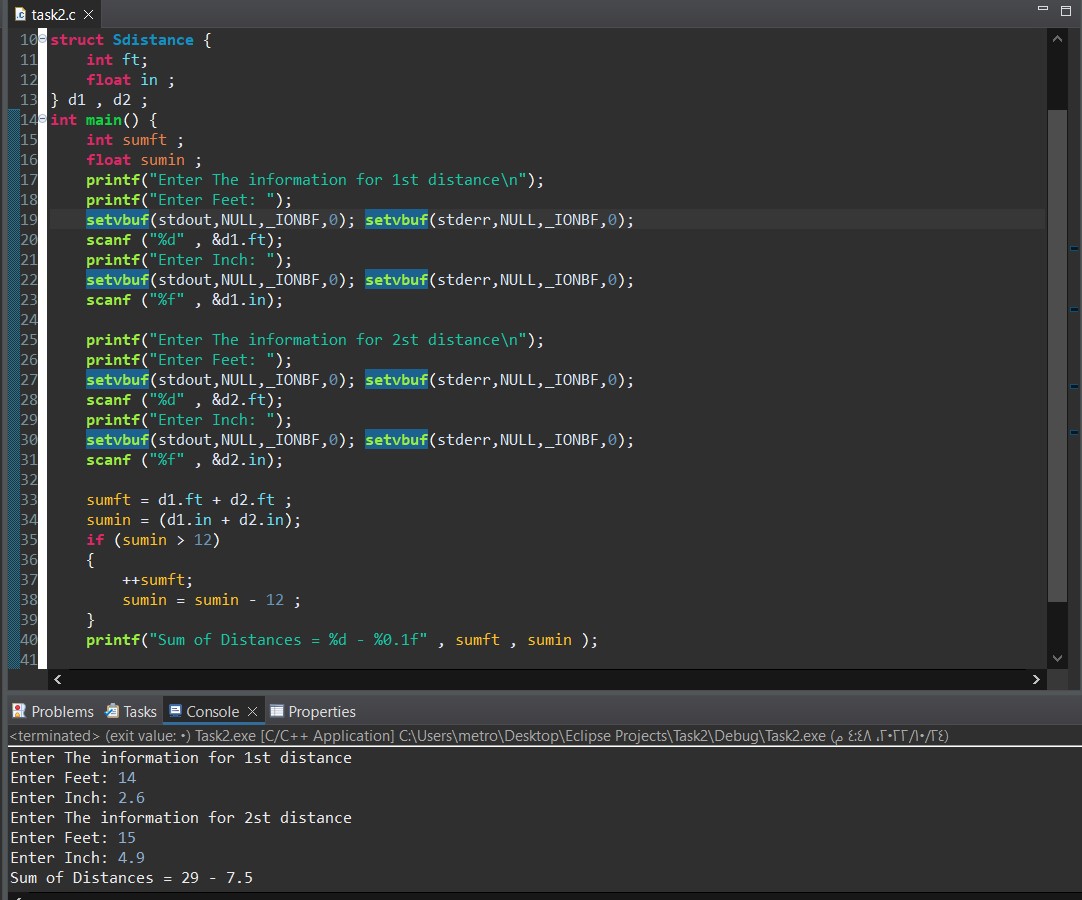 task2.c
10 struct Sdistance {
11     int ft;
12     float in ;
13 } d1 , d2 ;
14 int main() {
15     int sumft ;
16     float sumin ;
17     printf("Enter The information for 1st distance\n");
18     printf("Enter Feet: ");
19     setvbuf(stdout,NULL,_IONBF,0); setvbuf(stderr,NULL,_IONBF,0);
20     scanf ("%d" , &d1.ft);
21     printf("Enter Inch: ");
22     setvbuf(stdout,NULL,_IONBF,0); setvbuf(stderr,NULL,_IONBF,0);
23     scanf ("%f" , &d1.in);
24
25     printf("Enter The information for 2st distance\n");
26     printf("Enter Feet: ");
27     setvbuf(stdout,NULL,_IONBF,0); setvbuf(stderr,NULL,_IONBF,0);
28     scanf ("%d" , &d2.ft);
29     printf("Enter Inch: ");
30     setvbuf(stdout,NULL,_IONBF,0); setvbuf(stderr,NULL,_IONBF,0);
31     scanf ("%f" , &d2.in);
32
33     sumft = d1.ft + d2.ft ;
34     sumin = (d1.in + d2.in);
35     if (sumin > 12)
36     {
37         ++sumft;
38         sumin = sumin - 12 ;
39     }
40     printf("Sum of Distances = %d - %0.1f" , sumft , sumin );
41
Problems Tasks Console Properties
<terminated> (exit value: ٠) Task2.exe [C/C++ Application] C:\Users\metro\Desktop\Eclipse Projects\Task2\Debug\Task2.exe (٢٤/١٠/٢٠٢٢، ٤:٤٨ م)
Enter The information for 1st distance
Enter Feet: 14
Enter Inch: 2.6
Enter The information for 2st distance
Enter Feet: 15
Enter Inch: 4.9
Sum of Distances = 29 - 7.5